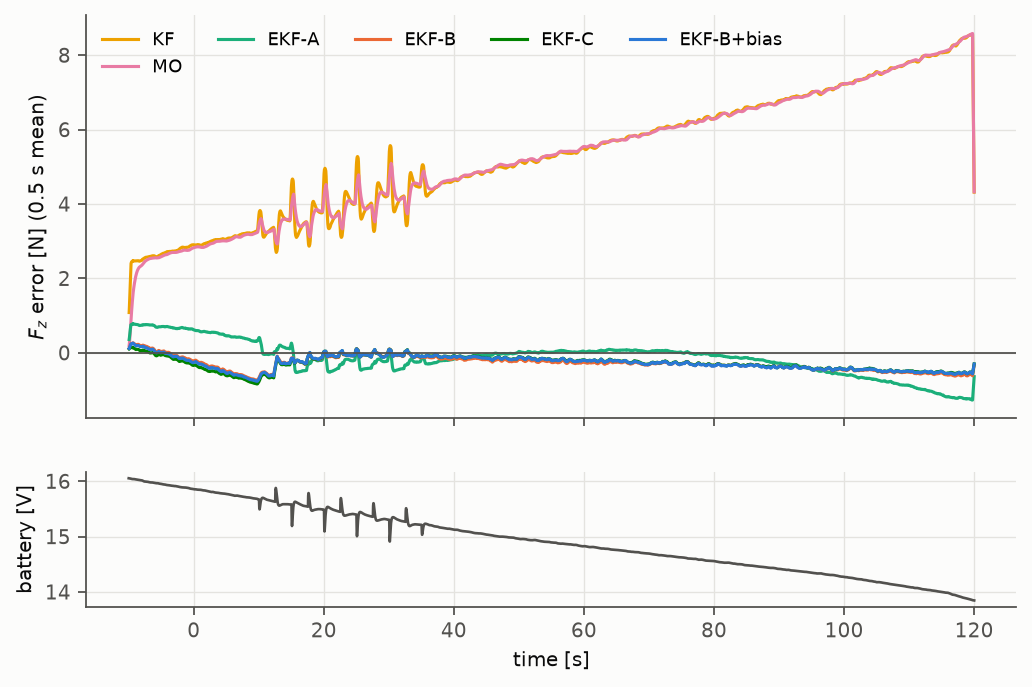 KF EKF-A EKF-B EKF-C EKF-B+bias
MO
F_z error [N] (0.5 s mean)
8
6
4
2
0
battery [V]
16
15
14
0 20 40 60 80 100 120
time [s]